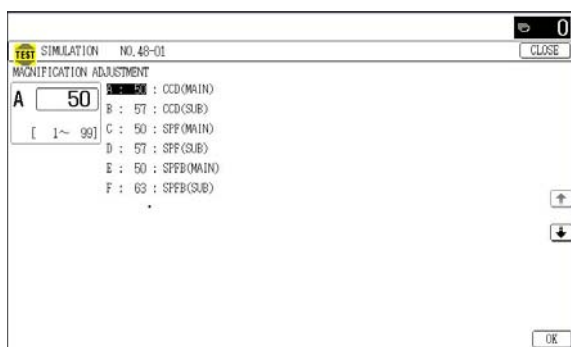 0
TEST SIMULATION NO.48-01 CLOSE
MAGNIFICATION ADJUSTMENT
A 50
[ 1~ 99]
A : 50 : CCD(MAIN)
B : 57 : CCD(SUB)
C : 50 : SPF(MAIN)
D : 57 : SPF(SUB)
E : 50 : SPFB(MAIN)
F : 63 : SPFB(SUB)
OK